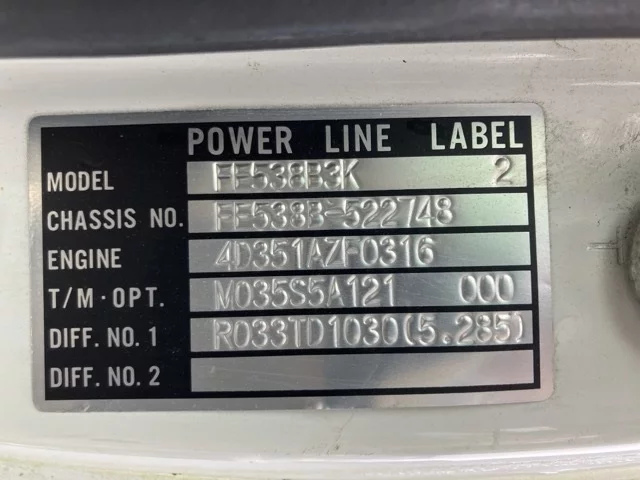 POWER LINE LABEL
MODEL FE538B3K 2
CHASSIS NO. FE538B-522748
ENGINE 4D351AZF0316
T/M·OPT. M035S5A121 000
DIFF. NO. 1 R033TD1030(5.285)
DIFF. NO. 2